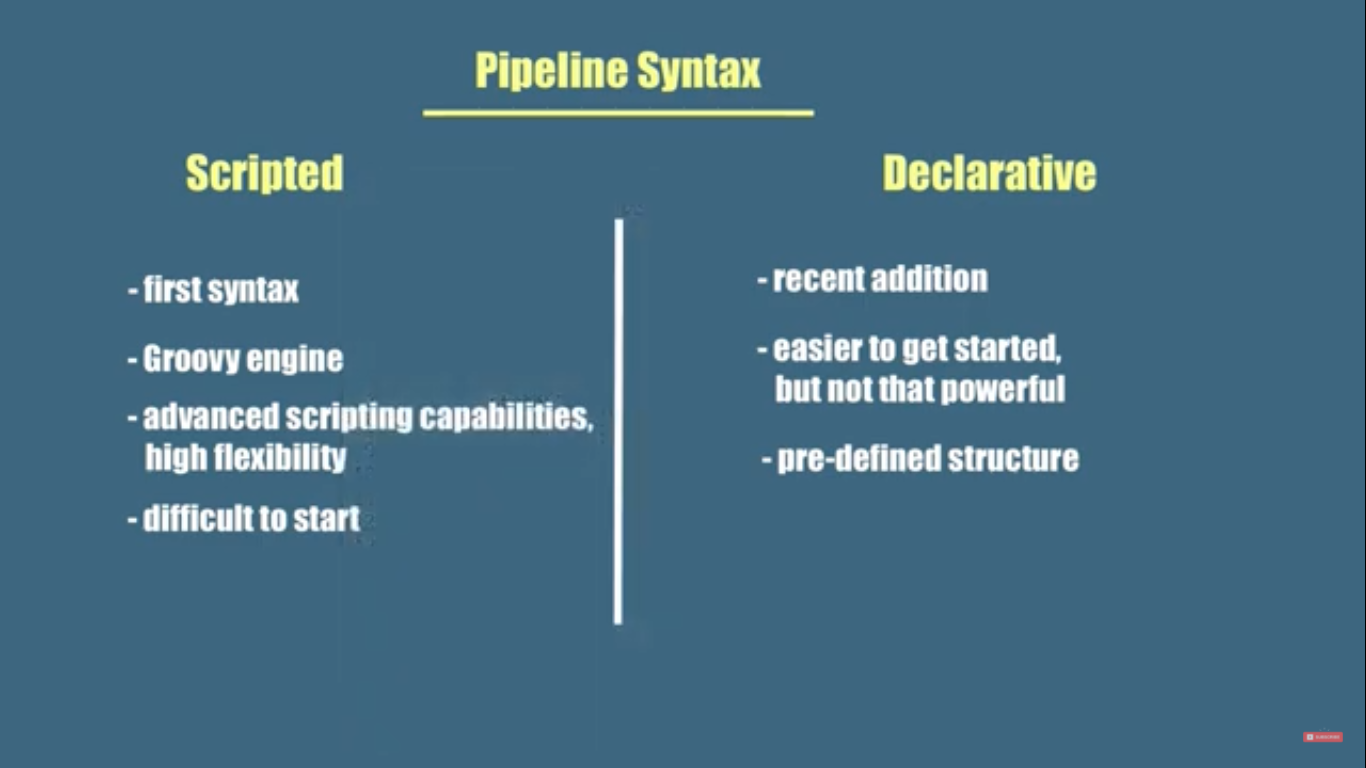 Pipeline Syntax
Scripted
- first syntax
- Groovy engine
- advanced scripting capabilities,
high flexibility
- difficult to start
Declarative
- recent addition
- easier to get started,
but not that powerful
- pre-defined structure
SUBSCRIBE